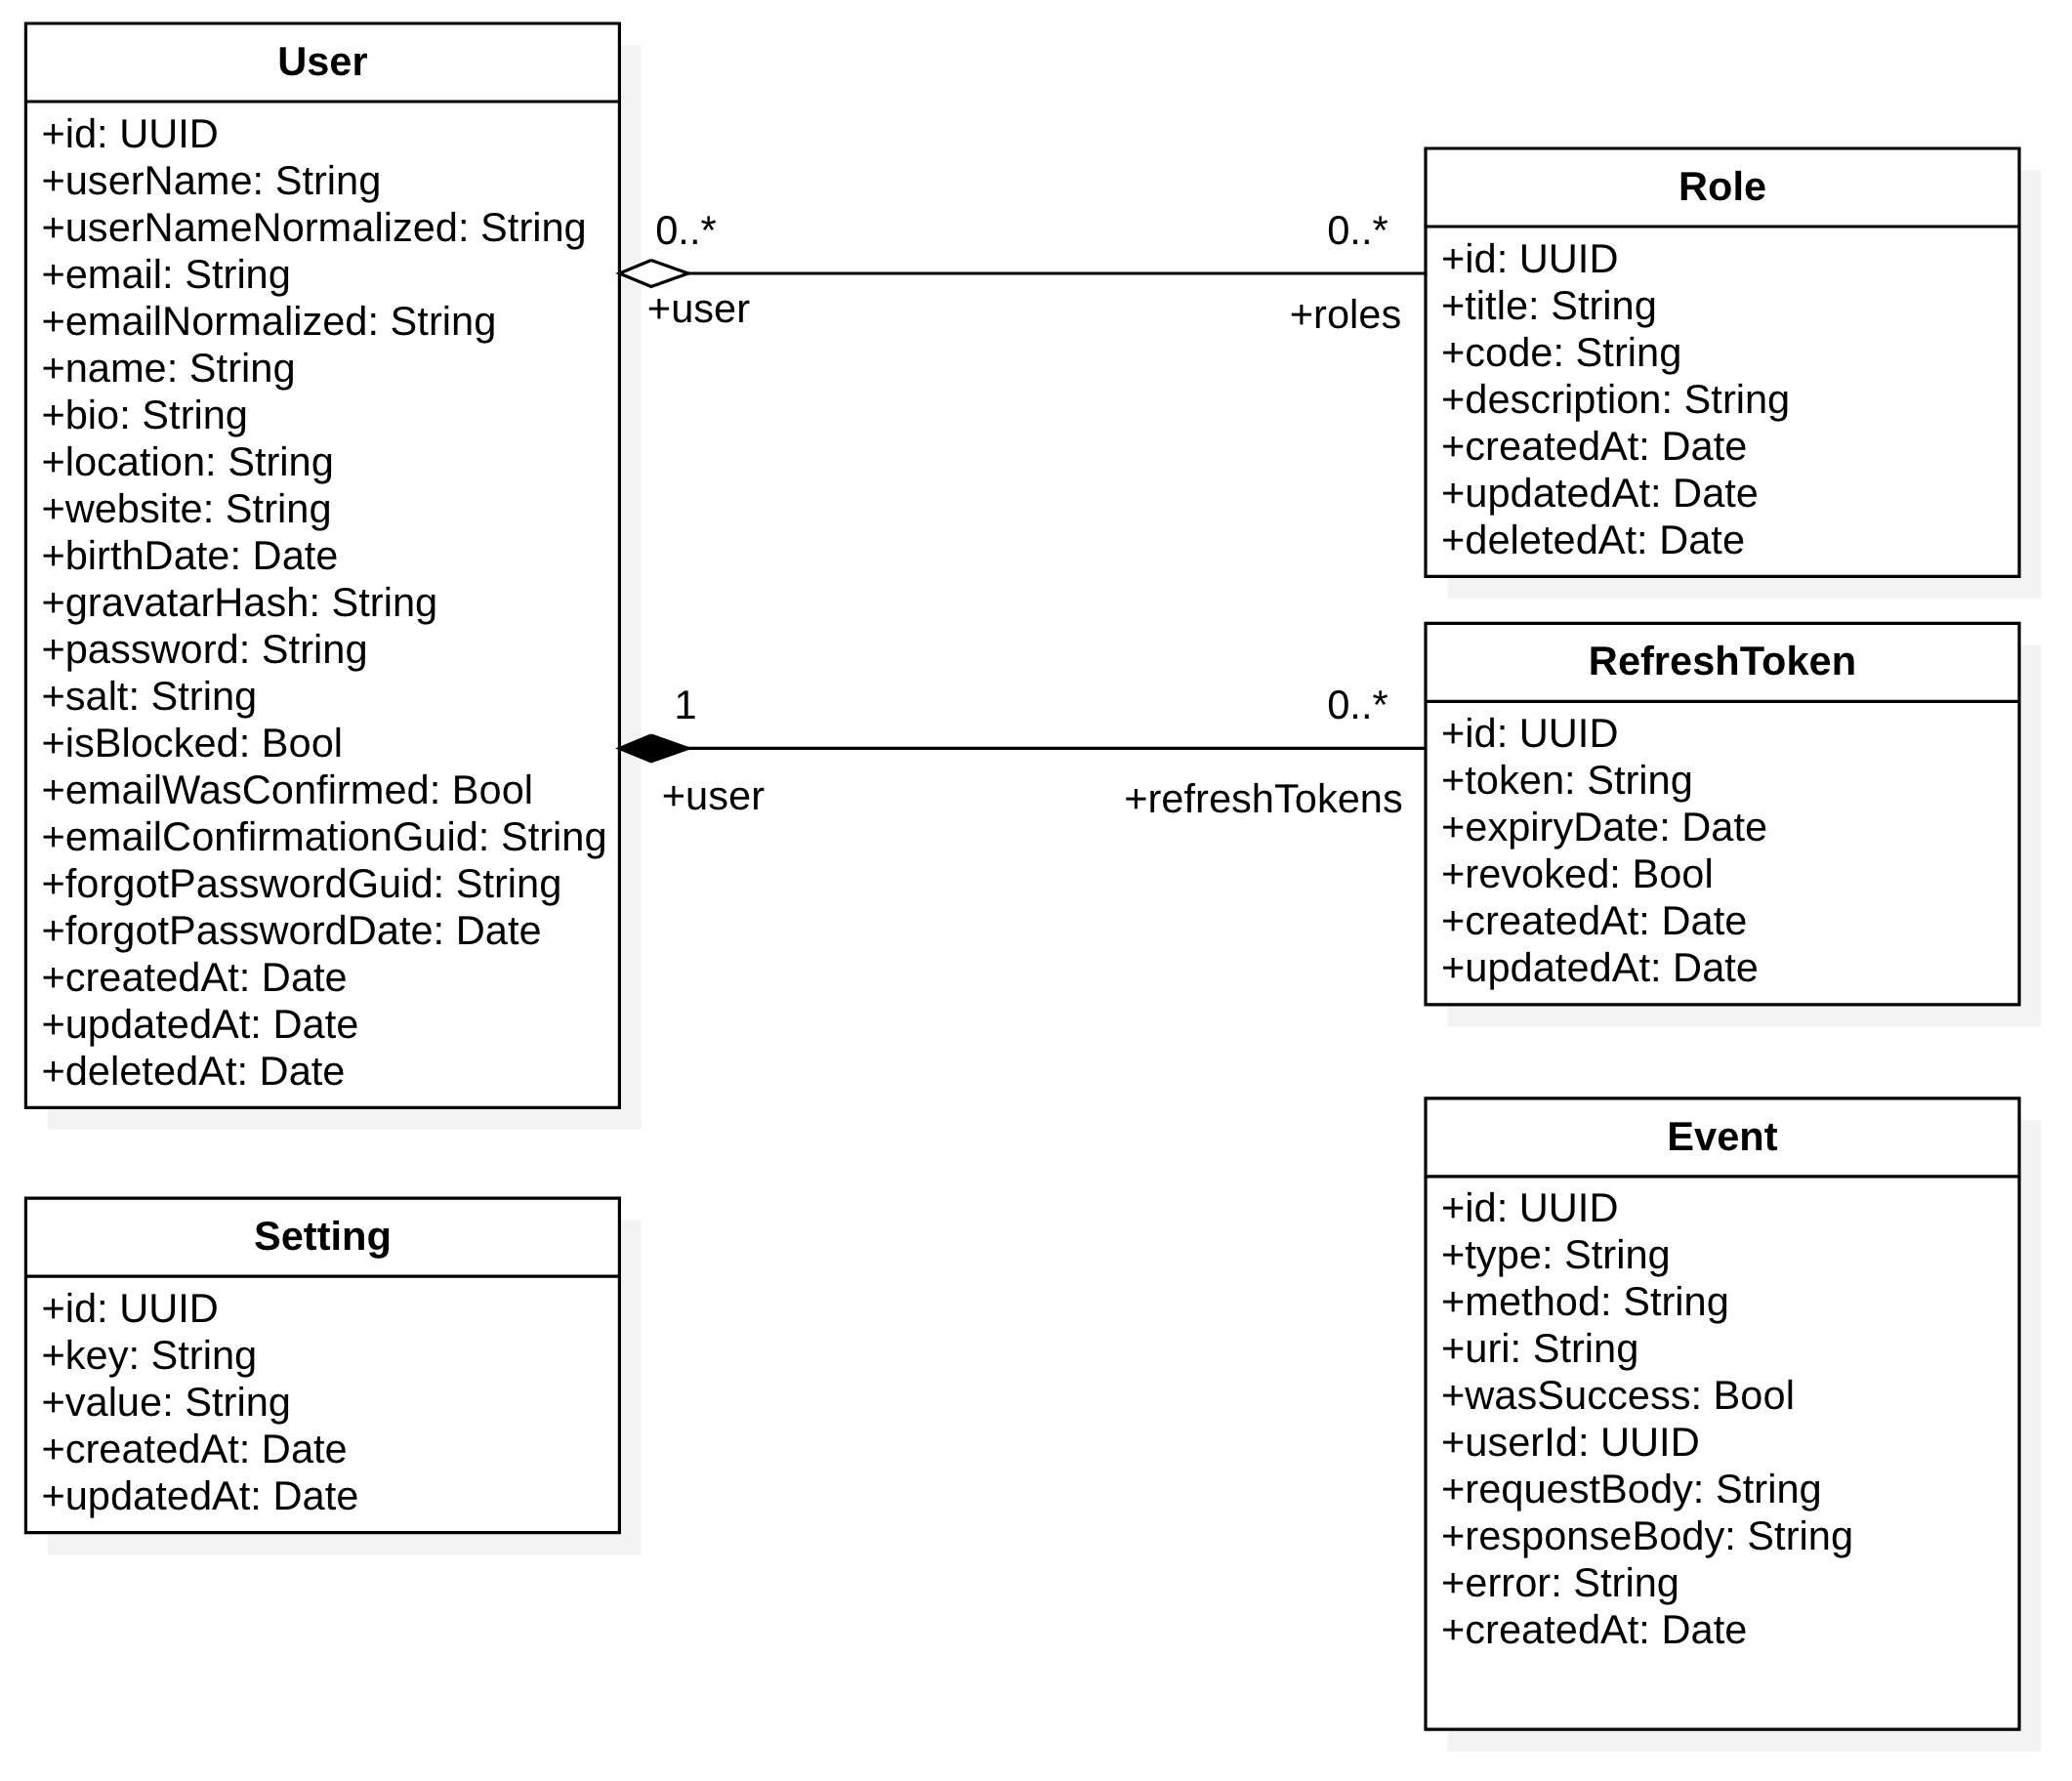 User
+id: UUID
+userName: String
+userNameNormalized: String
+email: String
+emailNormalized: String
+name: String
+bio: String
+location: String
+website: String
+birthDate: Date
+gravatarHash: String
+password: String
+salt: String
+isBlocked: Bool
+emailWasConfirmed: Bool
+emailConfirmationGuid: String
+forgotPasswordGuid: String
+forgotPasswordDate: Date
+createdAt: Date
+updatedAt: Date
+deletedAt: Date
0..*
+user
0..*
+roles
Role
+id: UUID
+title: String
+code: String
+description: String
+createdAt: Date
+updatedAt: Date
+deletedAt: Date
1
+user
0..*
+refreshTokens
RefreshToken
+id: UUID
+token: String
+expiryDate: Date
+revoked: Bool
+createdAt: Date
+updatedAt: Date
Setting
+id: UUID
+key: String
+value: String
+createdAt: Date
+updatedAt: Date
Event
+id: UUID
+type: String
+method: String
+uri: String
+wasSuccess: Bool
+userId: UUID
+requestBody: String
+responseBody: String
+error: String
+createdAt: Date